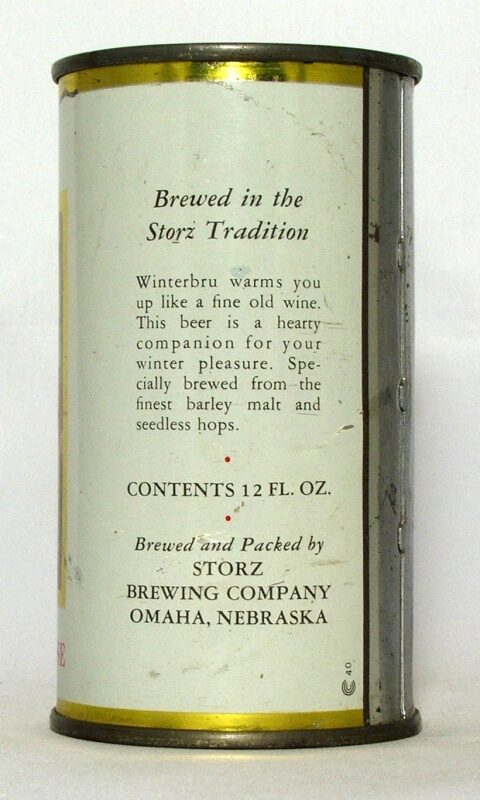 Brewed in the
Storz Tradition
Winterbru warms you
up like a fine old wine.
This beer is a hearty
companion for your
winter pleasure. Spe-
cially brewed from the
finest barley malt and
seedless hops.
CONTENTS 12 FL. OZ.
Brewed and Packed by
STORZ
BREWING COMPANY
OMAHA, NEBRASKA
40